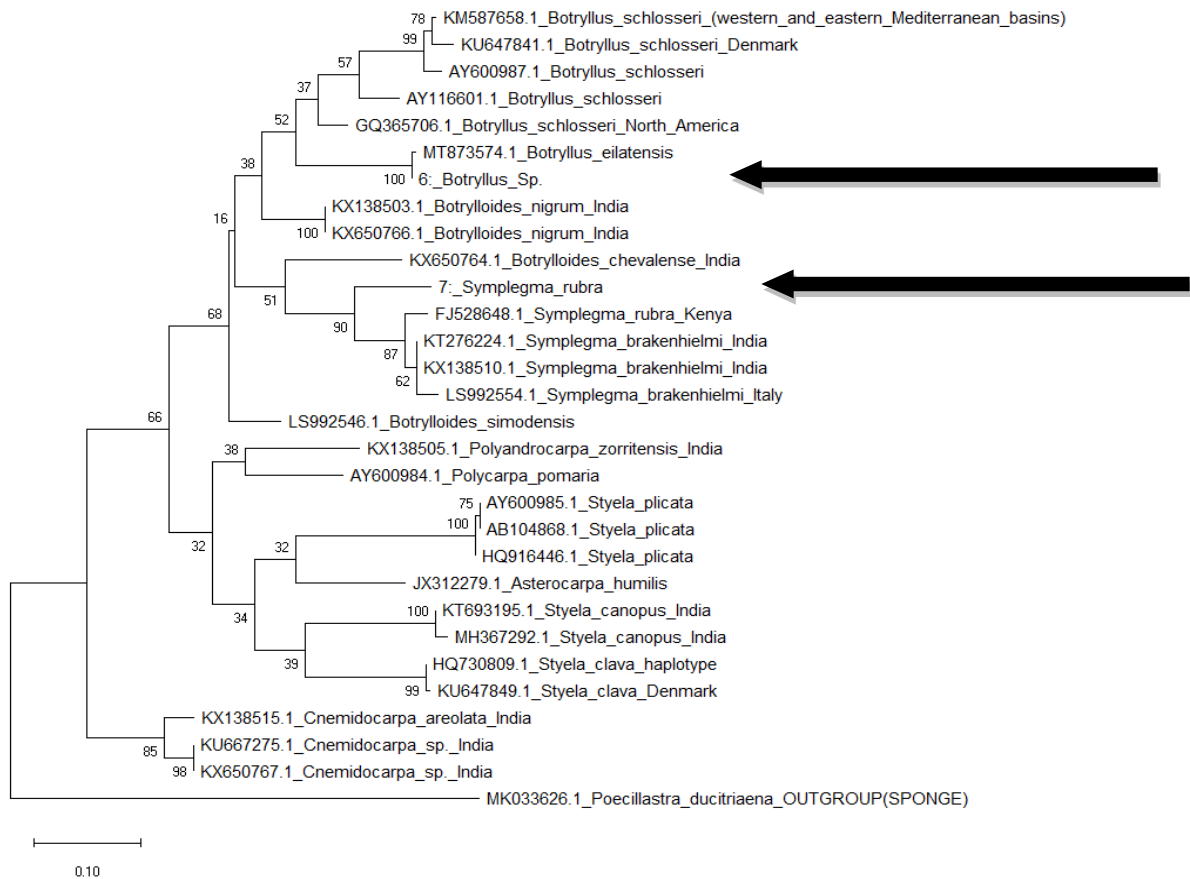 78
KM587658.1_Botryllus_schlosseri_(western_and_eastern_Mediterranean_basins)
99
KU647841.1_Botryllus_schlosseri_Denmark
57
AY600987.1_Botryllus_schlosseri
37
AY116601.1_Botryllus_schlosseri
52
GQ365706.1_Botryllus_schlosseri_North_America
MT873574.1_Botryllus_eilatensis
38
100
6:_Botryllus_Sp.
KX138503.1_Botrylloides_nigrum_India
16
100
KX650766.1_Botrylloides_nigrum_India
KX650764.1_Botrylloides_chevalense_India
51
7:_Symplegma_rubra
68
FJ528648.1_Symplegma_rubra_Kenya
90
KT276224.1_Symplegma_brakenhielmi_India
87
KX138510.1_Symplegma_brakenhielmi_India
62
LS992554.1_Symplegma_brakenhielmi_Italy
66
LS992546.1_Botrylloides_simodensis
38
KX138505.1_Polyandrocarpa_zorritensis_India
AY600984.1_Polycarpa_pomaria
75
AY600985.1_Styela_plicata
100
AB104868.1_Styela_plicata
32
32
HQ916446.1_Styela_plicata
JX312279.1_Asterocarpa_humilis
34
100
KT693195.1_Styela_canopus_India
MH367292.1_Styela_canopus_India
39
HQ730809.1_Styela_clava_haplotype
99
KU647849.1_Styela_clava_Denmark
KX138515.1_Cnemidocarpa_areolata_India
85
KU667275.1_Cnemidocarpa_sp._India
98
KX650767.1_Cnemidocarpa_sp._India
MK033626.1_Poecillastra_ducitriaena_OUTGROUP(SPONGE)
0.10